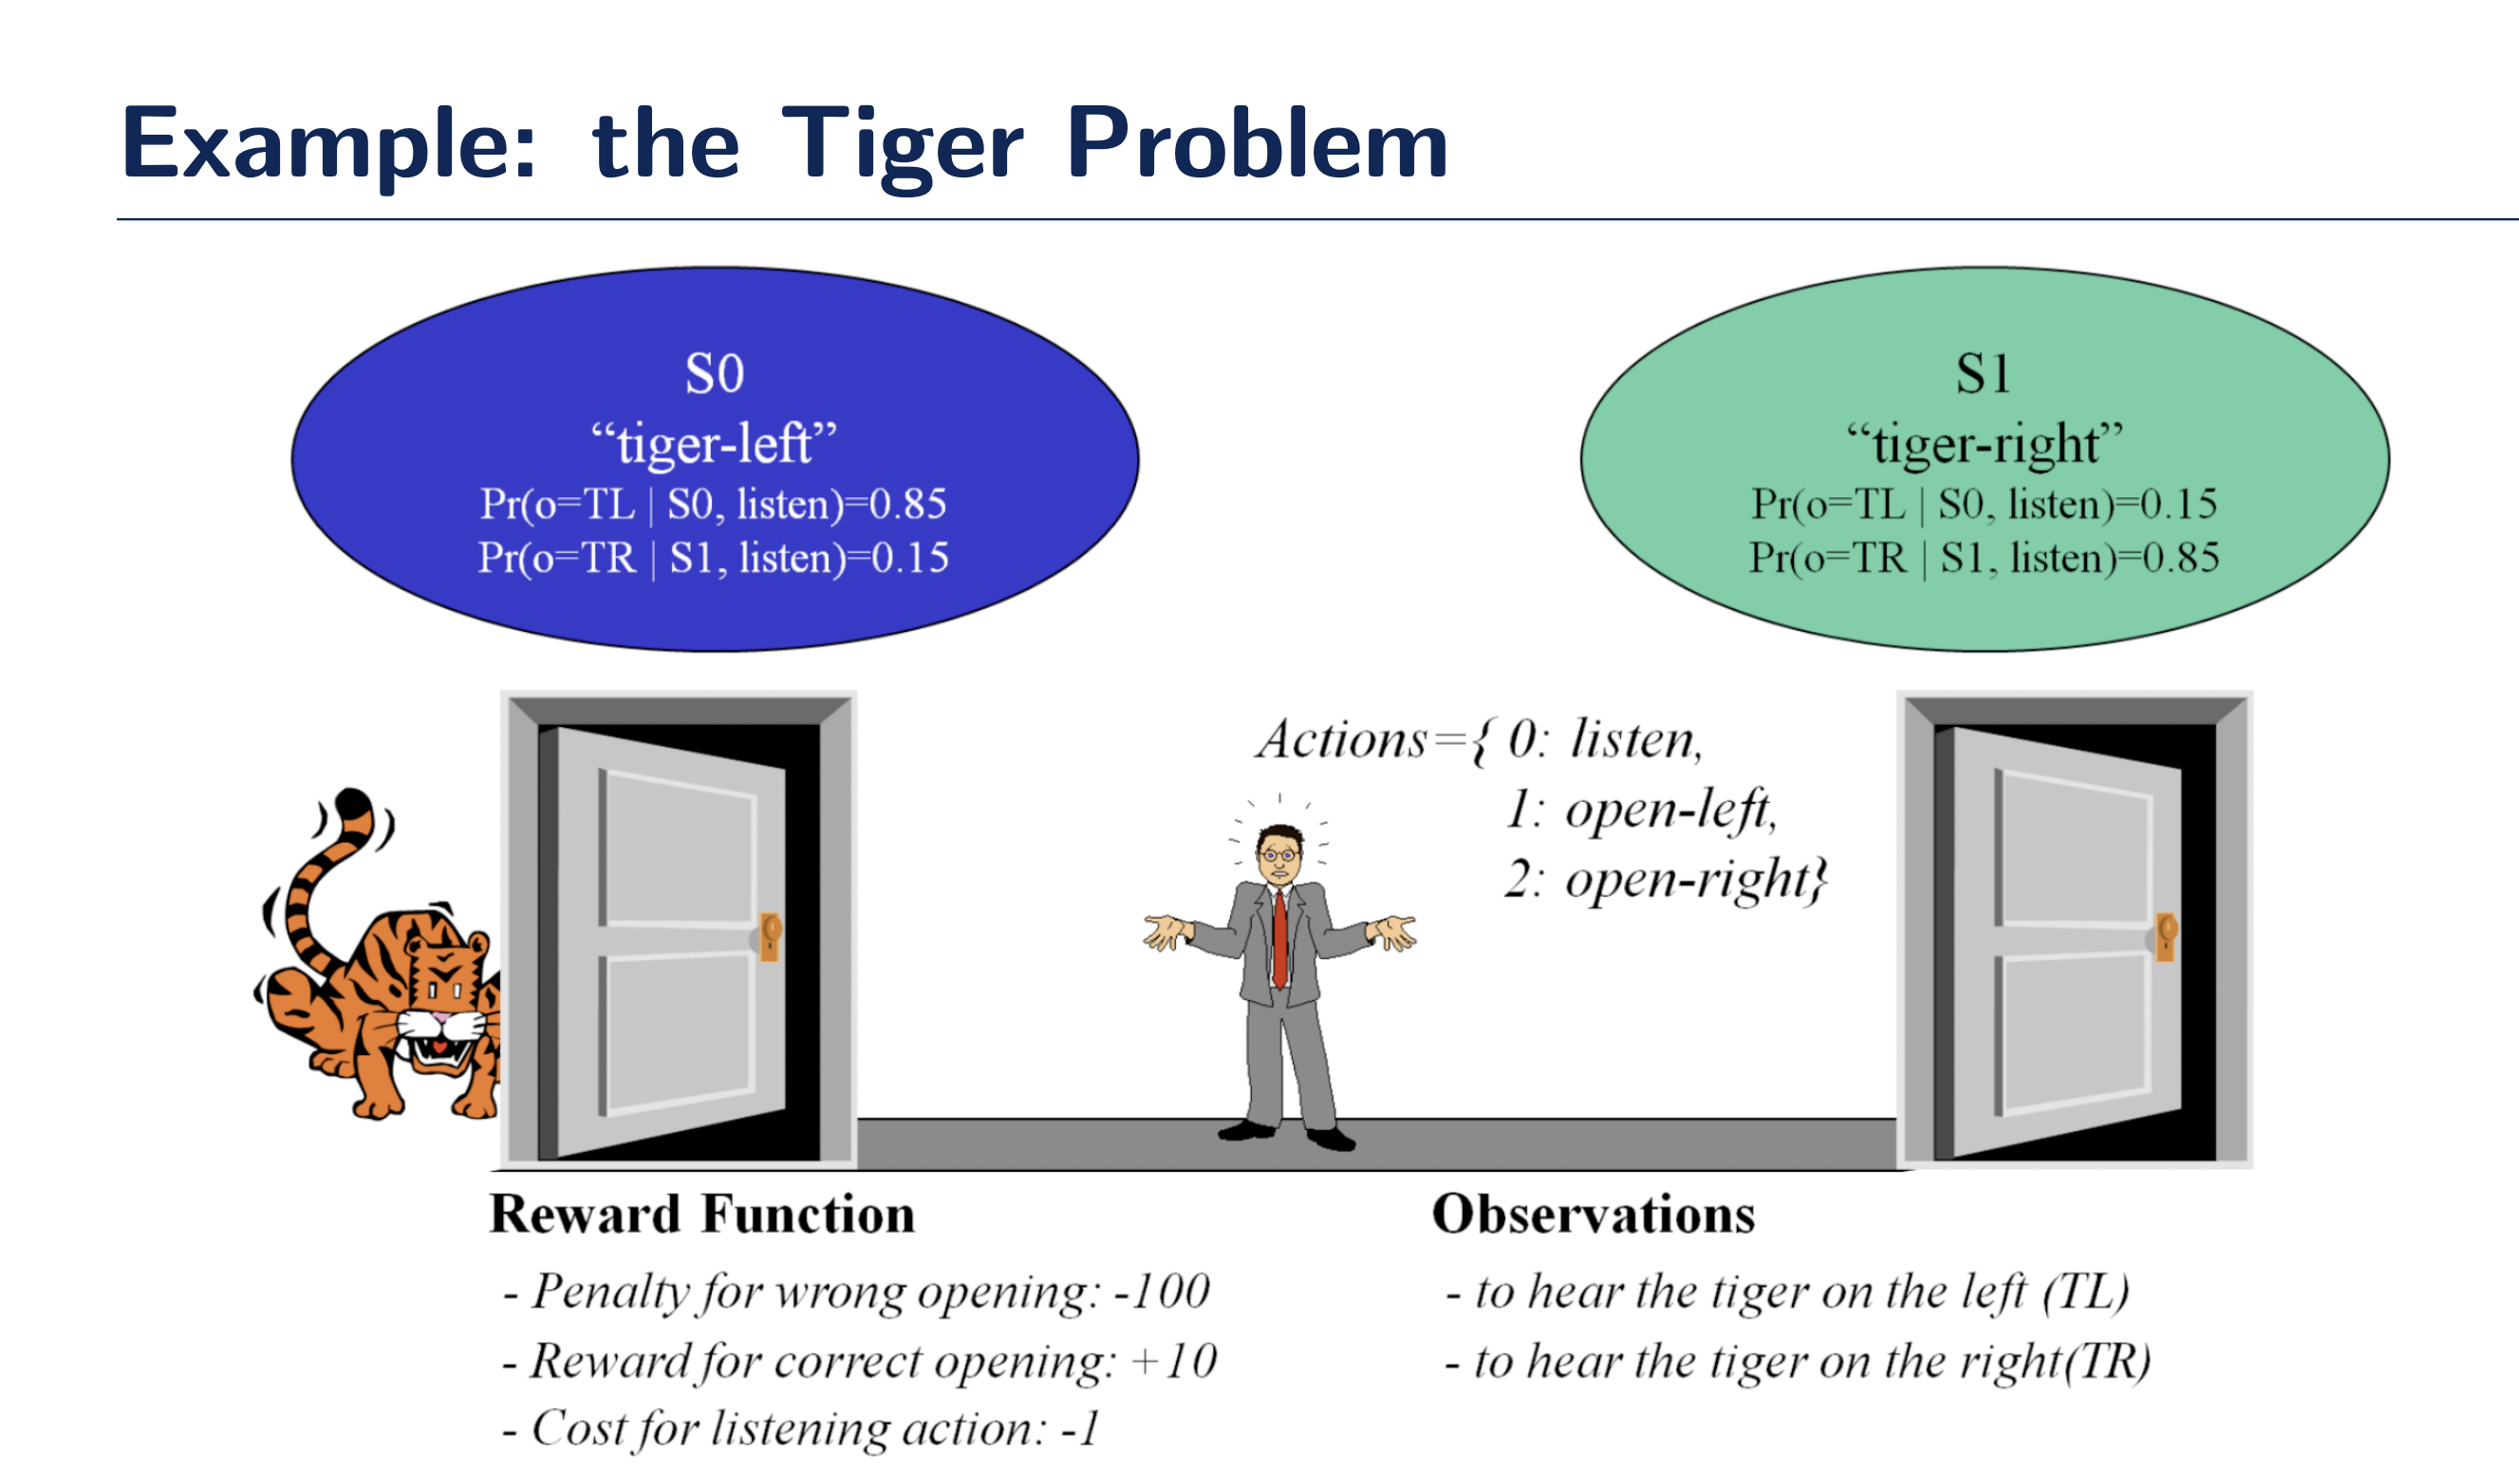 Example: the Tiger Problem
S0
“tiger-left”
Pr(o=TL | S0, listen)=0.85
Pr(o=TR | S1, listen)=0.15
S1
“tiger-right”
Pr(o=TL | S0, listen)=0.15
Pr(o=TR | S1, listen)=0.85
Actions={ 0: listen,
1: open-left,
2: open-right}
Reward Function
- Penalty for wrong opening: -100
- Reward for correct opening: +10
- Cost for listening action: -1
Observations
- to hear the tiger on the left (TL)
- to hear the tiger on the right(TR)